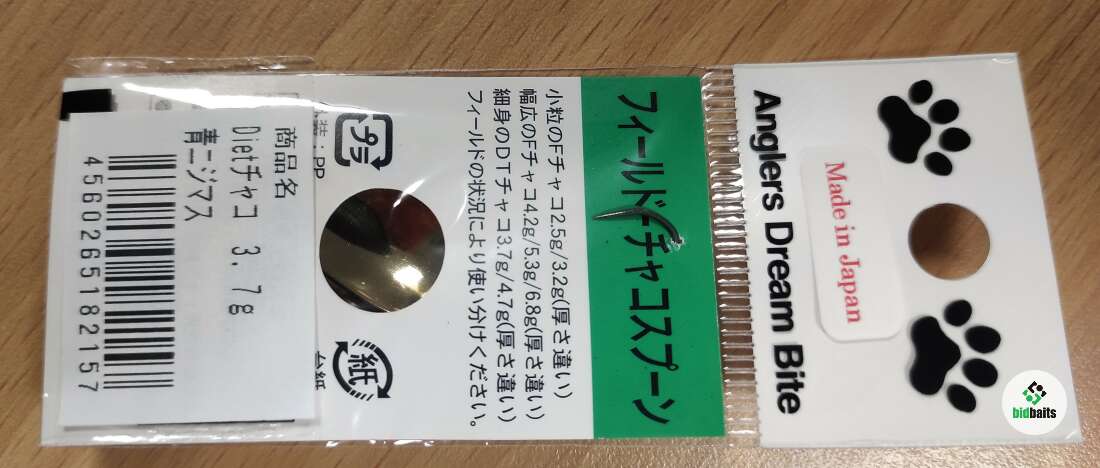 Anglers Dream Bite
Made in Japan
フィールドチャコスプーン
小粒のFチャコ2.5g/3.2g(厚さ違い)
幅広のFチャコ4.2g/5.3g/6.8g(厚さ違い)
細身のDTチャコ3.7g/4.7g(厚さ違い)
フィールドの状況により使い分けください。
プラ
PP
紙
台紙
商品名
Dietチャコ 3.7g
青ニジマス
4560265182157
bidbaits